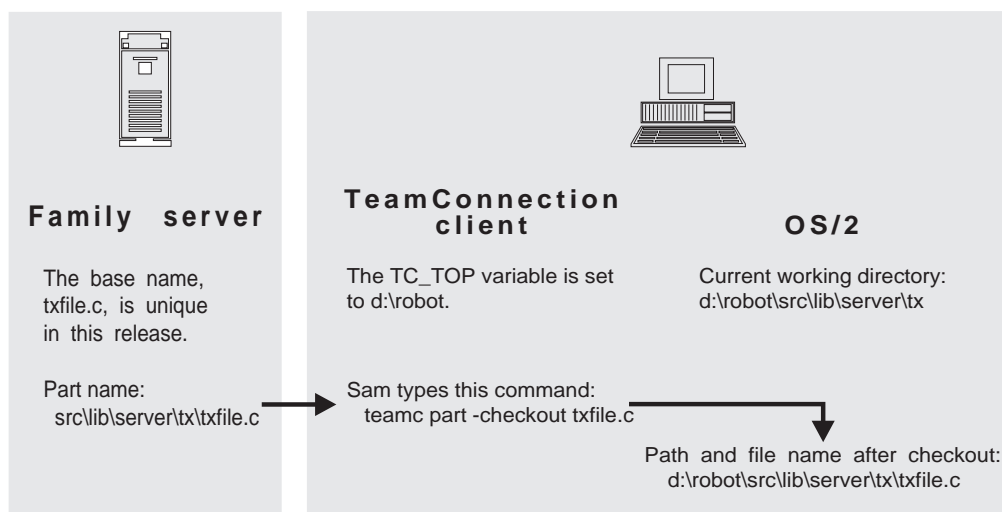 Family server
The base name,
txfile.c, is unique
in this release.
Part name:
src\lib\server\tx\txfile.c
TeamConnection
client
The TC_TOP variable is set
to d:\robot.
Sam types this command:
teamc part -checkout txfile.c
OS/2
Current working directory:
d:\robot\src\lib\server\tx
Path and file name after checkout:
d:\robot\src\lib\server\tx\txfile.c